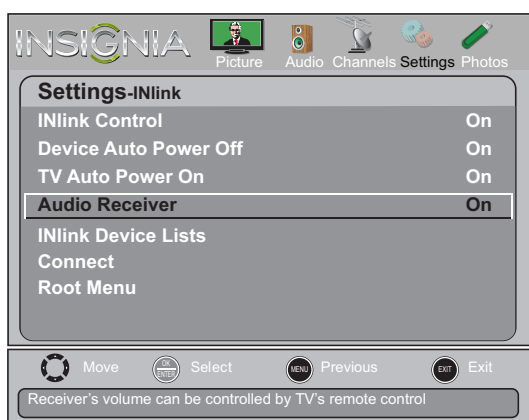 INSIGNIA
Picture Audio Channels Settings Photos
Settings-INlink
INlink Control On
Device Auto Power Off On
TV Auto Power On On
Audio Receiver On
INlink Device Lists
Connect
Root Menu
Move OK ENTER Select MENU Previous EXIT Exit
Receiver's volume can be controlled by TV's remote control